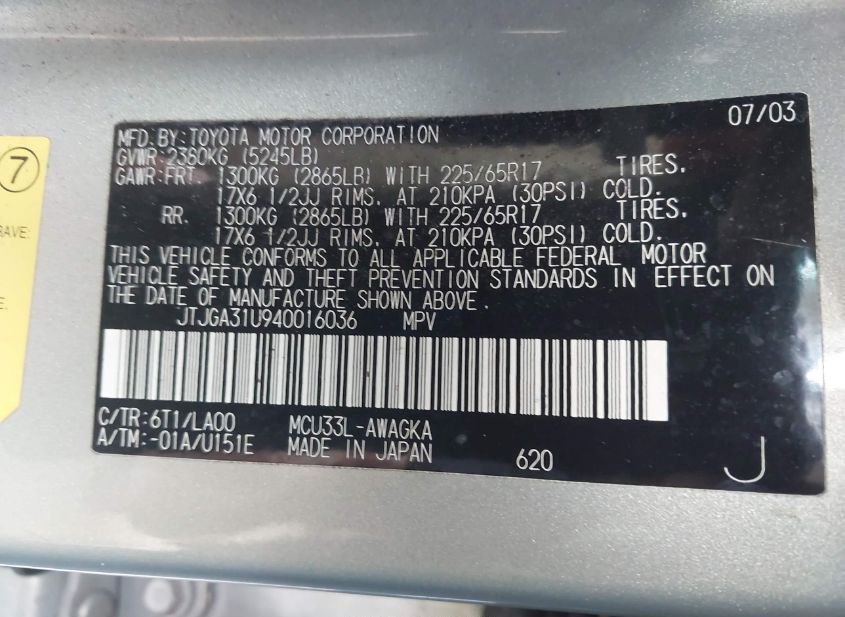 07/03
MFD. BY: TOYOTA MOTOR CORPORATION
GVWR: 2380KG (5245LB)
GAWR: FRT. 1300KG (2865LB) WITH 225/65R17 TIRES.
17X6 1/2JJ RIMS. AT 210KPA (30PSI) COLD.
RR. 1300KG (2865LB) WITH 225/65R17 TIRES.
17X6 1/2JJ RIMS. AT 210KPA (30PSI) COLD.
THIS VEHICLE CONFORMS TO ALL APPLICABLE FEDERAL MOTOR
VEHICLE SAFETY AND THEFT PREVENTION STANDARDS IN EFFECT ON
THE DATE OF MANUFACTURE SHOWN ABOVE.
JTJGA31U940016036 MPV
C/TR: 6T1/LA00 MCU33L-AWAGKA
A/TM: -01A/U151E MADE IN JAPAN 620
J
7